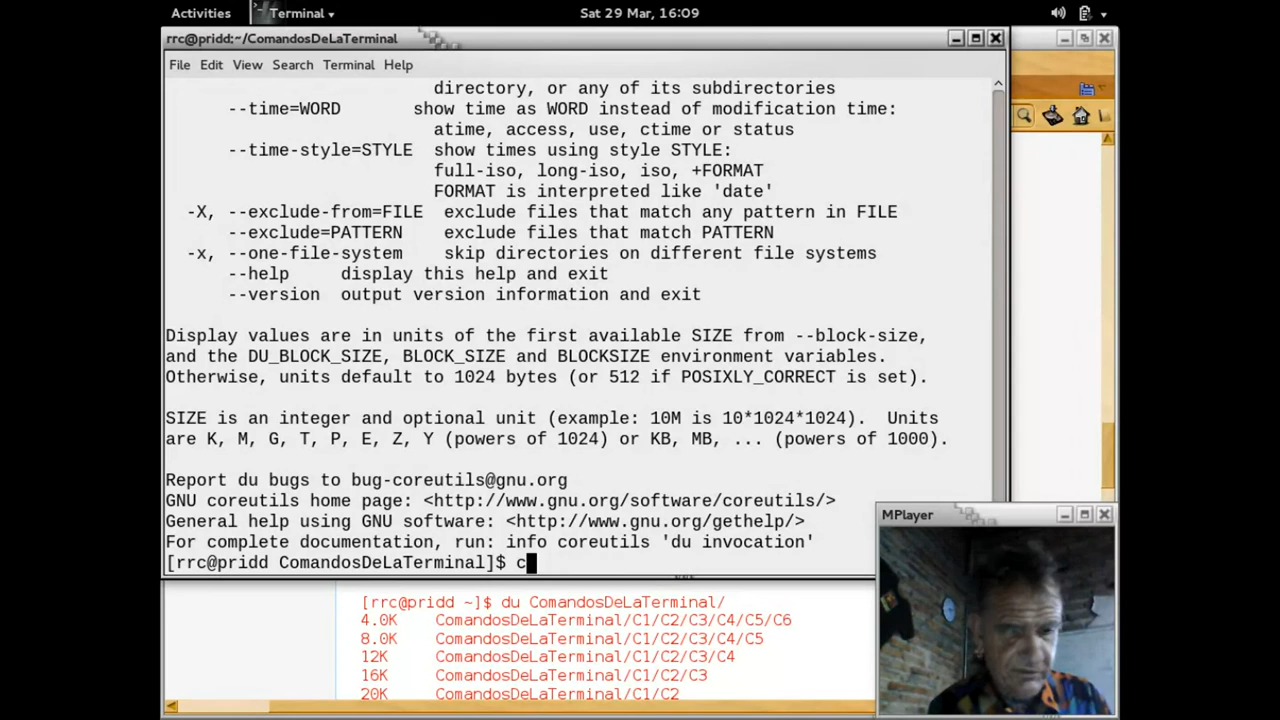 Activities
Terminal
Sat 29 Mar, 16:09
rrc@pridd:~/ComandosDeLaTerminal
File Edit View Search Terminal Help
directory, or any of its subdirectories
--time=WORD show time as WORD instead of modification time:
atime, access, use, ctime or status
--time-style=STYLE show times using style STYLE:
full-iso, long-iso, iso, +FORMAT
FORMAT is interpreted like 'date'
-X, --exclude-from=FILE exclude files that match any pattern in FILE
--exclude=PATTERN exclude files that match PATTERN
-x, --one-file-system skip directories on different file systems
--help display this help and exit
--version output version information and exit
Display values are in units of the first available SIZE from --block-size,
and the DU_BLOCK_SIZE, BLOCK_SIZE and BLOCKSIZE environment variables.
Otherwise, units default to 1024 bytes (or 512 if POSIXLY_CORRECT is set).
SIZE is an integer and optional unit (example: 10M is 10*1024*1024). Units
are K, M, G, T, P, E, Z, Y (powers of 1024) or KB, MB, ... (powers of 1000).
Report du bugs to bug-coreutils@gnu.org
GNU coreutils home page: <http://www.gnu.org/software/coreutils/>
General help using GNU software: <http://www.gnu.org/gethelp/>
For complete documentation, run: info coreutils 'du invocation'
[rrc@pridd ComandosDeLaTerminal]$ c
MPlayer
[rrc@pridd ~]$ du ComandosDeLaTerminal/
4.0K ComandosDeLaTerminal/C1/C2/C3/C4/C5/C6
8.0K ComandosDeLaTerminal/C1/C2/C3/C4/C5
12K ComandosDeLaTerminal/C1/C2/C3/C4
16K ComandosDeLaTerminal/C1/C2/C3
20K ComandosDeLaTerminal/C1/C2